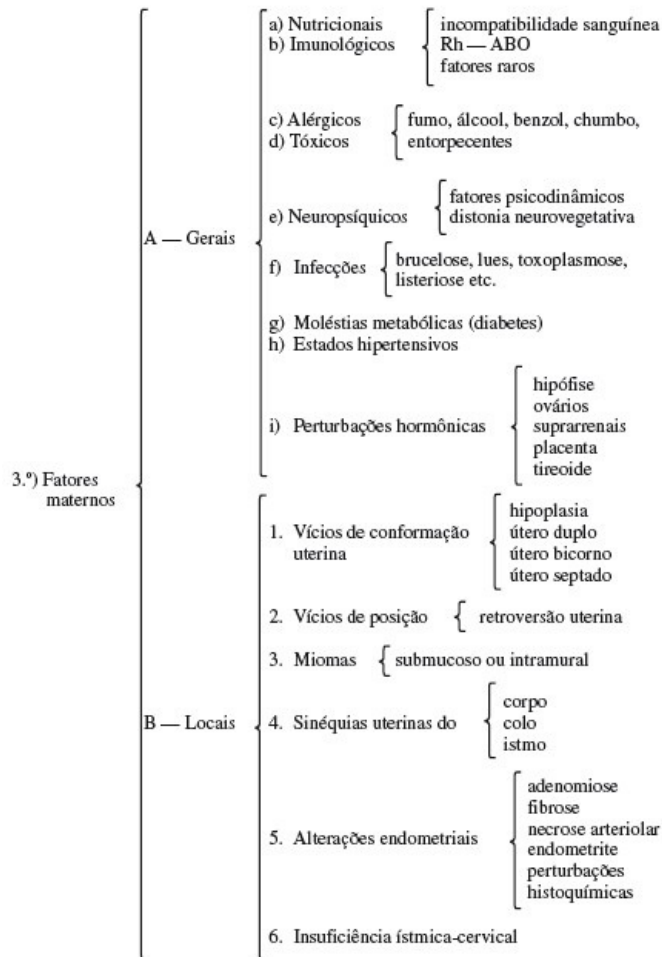 3.º) Fatores
maternos
A — Gerais
a) Nutricionais
b) Imunológicos
incompatibilidade sanguínea
Rh — ABO
fatores raros
c) Alérgicos
d) Tóxicos
fumo, álcool, benzol, chumbo,
entorpecentes
e) Neuropsíquicos
fatores psicodinâmicos
distonia neurovegetativa
f) Infecções
brucelose, lues, toxoplasmose,
listeriose etc.
g) Moléstias metabólicas (diabetes)
h) Estados hipertensivos
i) Perturbações hormônicas
hipófise
ovários
suprarrenais
placenta
tireoide
B — Locais
1. Vícios de conformação
uterina
hipoplasia
útero duplo
útero bicorno
útero septado
2. Vícios de posição
retroversão uterina
3. Miomas
submucoso ou intramural
4. Sinéquias uterinas do
corpo
colo
istmo
5. Alterações endometriais
adenomiose
fibrose
necrose arteriolar
endometrite
perturbações
histoquímicas
6. Insuficiência ístmica-cervical